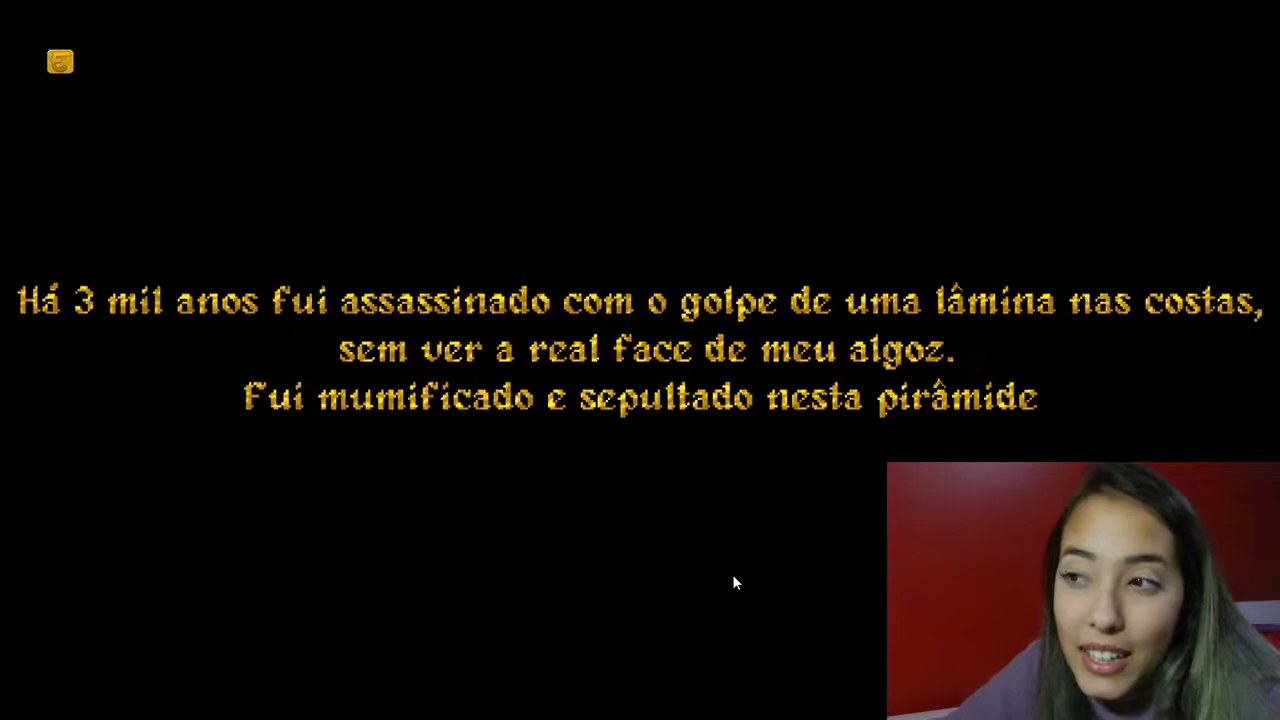 Há 3 mil anos fui assassinado com o golpe de uma lâmina nas costas,
sem ver a real face de meu algoz.
Fui mumificado e sepultado nesta pirâmide